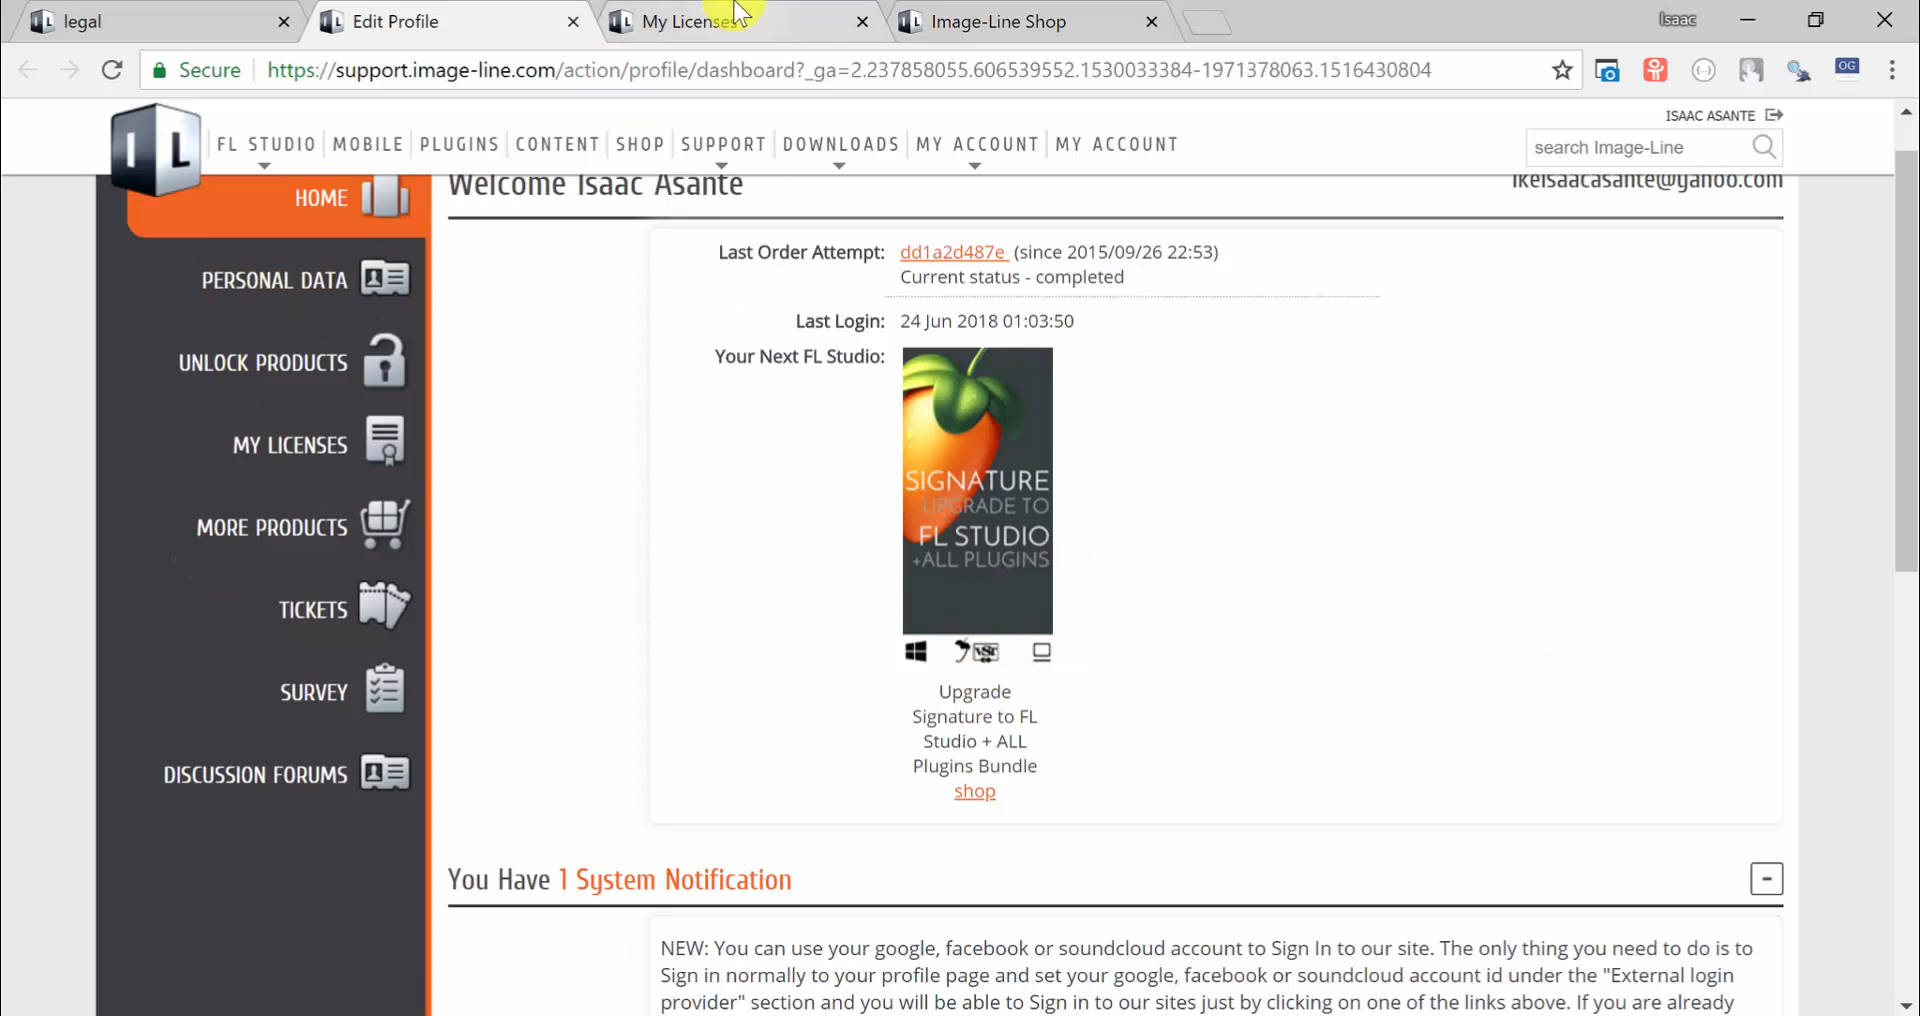 legal
Edit Profile
My Licenses
Image-Line Shop
Isaac
Secure
https://support.image-line.com/action/profile/dashboard?_ga=2.237858055.606539552.1530033384-1971378063.1516430804
OG
IL
FL STUDIO
MOBILE
PLUGINS
CONTENT
SHOP
SUPPORT
DOWNLOADS
MY ACCOUNT
MY ACCOUNT
ISAAC ASANTE
search Image-Line
HOME
PERSONAL DATA
UNLOCK PRODUCTS
MY LICENSES
MORE PRODUCTS
TICKETS
SURVEY
DISCUSSION FORUMS
Welcome Isaac Asante
ikeisaacasante@yahoo.com
Last Order Attempt: dd1a2d487e (since 2015/09/26 22:53)
Current status - completed
Last Login: 24 Jun 2018 01:03:50
Your Next FL Studio:
SIGNATURE
UPGRADE TO
FL STUDIO
+ALL PLUGINS
VST
Upgrade
Signature to FL
Studio + ALL
Plugins Bundle
shop
You Have 1 System Notification
NEW: You can use your google, facebook or soundcloud account to Sign In to our site. The only thing you need to do is to
Sign in normally to your profile page and set your google, facebook or soundcloud account id under the "External login
provider" section and you will be able to Sign in to our sites just by clicking on one of the links above. If you are already